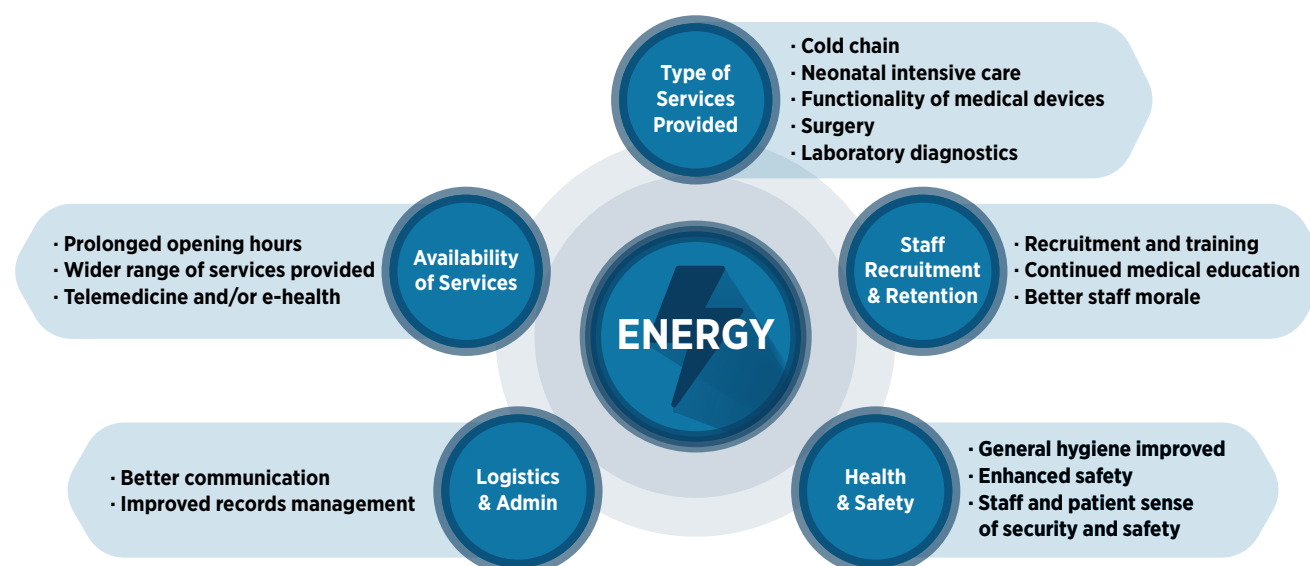 Type of
Services
Provided
· Cold chain
· Neonatal intensive care
· Functionality of medical devices
· Surgery
· Laboratory diagnostics
· Prolonged opening hours
· Wider range of services provided
· Telemedicine and/or e-health
Availability
of Services
Staff
Recruitment
& Retention
· Recruitment and training
· Continued medical education
· Better staff morale
ENERGY
· Better communication
· Improved records management
Logistics
& Admin
Health
& Safety
· General hygiene improved
· Enhanced safety
· Staff and patient sense
of security and safety